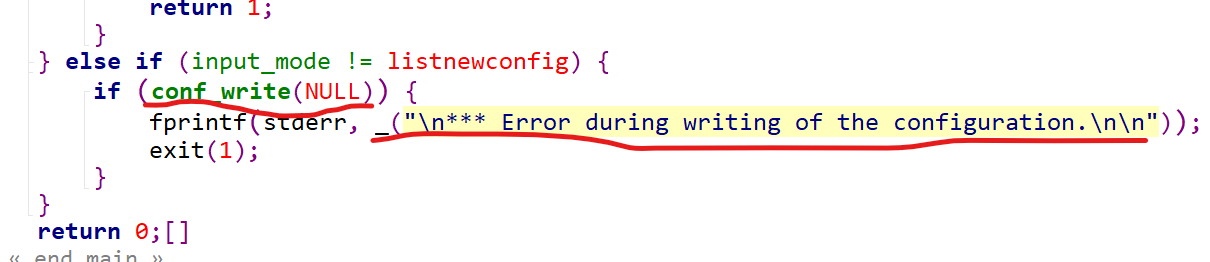 return 1;
}
} else if (input_mode != listnewconfig) {
if (conf_write(NULL)) {
fprintf(stderr, _("\n*** Error during writing of the configuration.\n\n"));
exit(1);
}
}
return 0;[]
« end main »